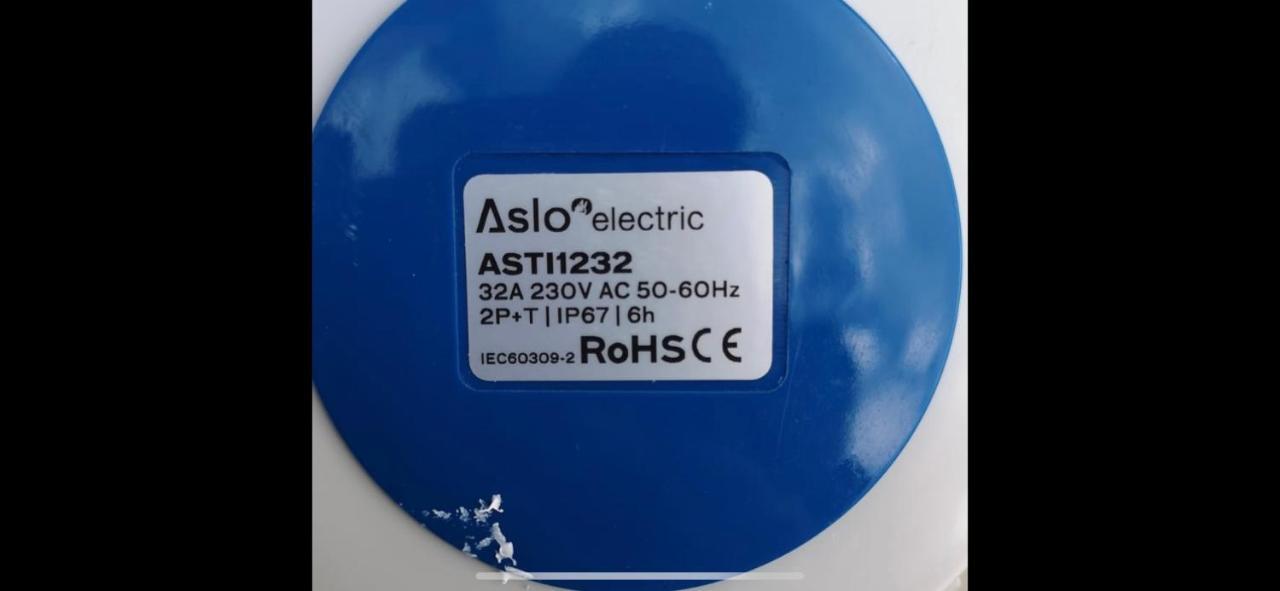 Aslo electric
ASTI1232
32A 230V AC 50-60Hz
2P+T | IP67 | 6h
IEC60309-2 RoHS CE